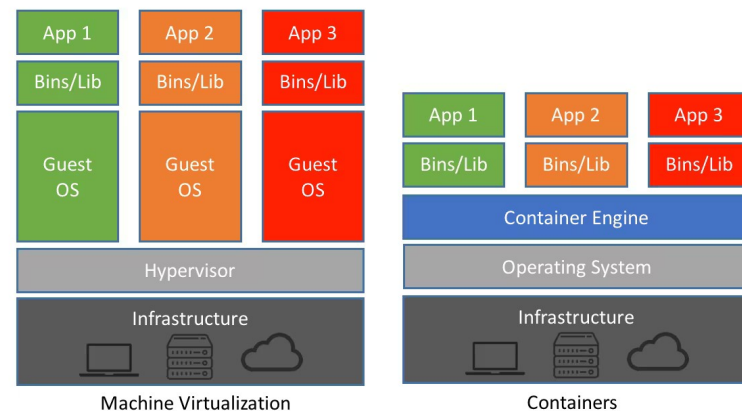 App 1
App 2
App 3
Bins/Lib
Bins/Lib
Bins/Lib
Guest
OS
Guest
OS
Guest
OS
Hypervisor
Infrastructure
Machine Virtualization
App 1
App 2
App 3
Bins/Lib
Bins/Lib
Bins/Lib
Container Engine
Operating System
Infrastructure
Containers